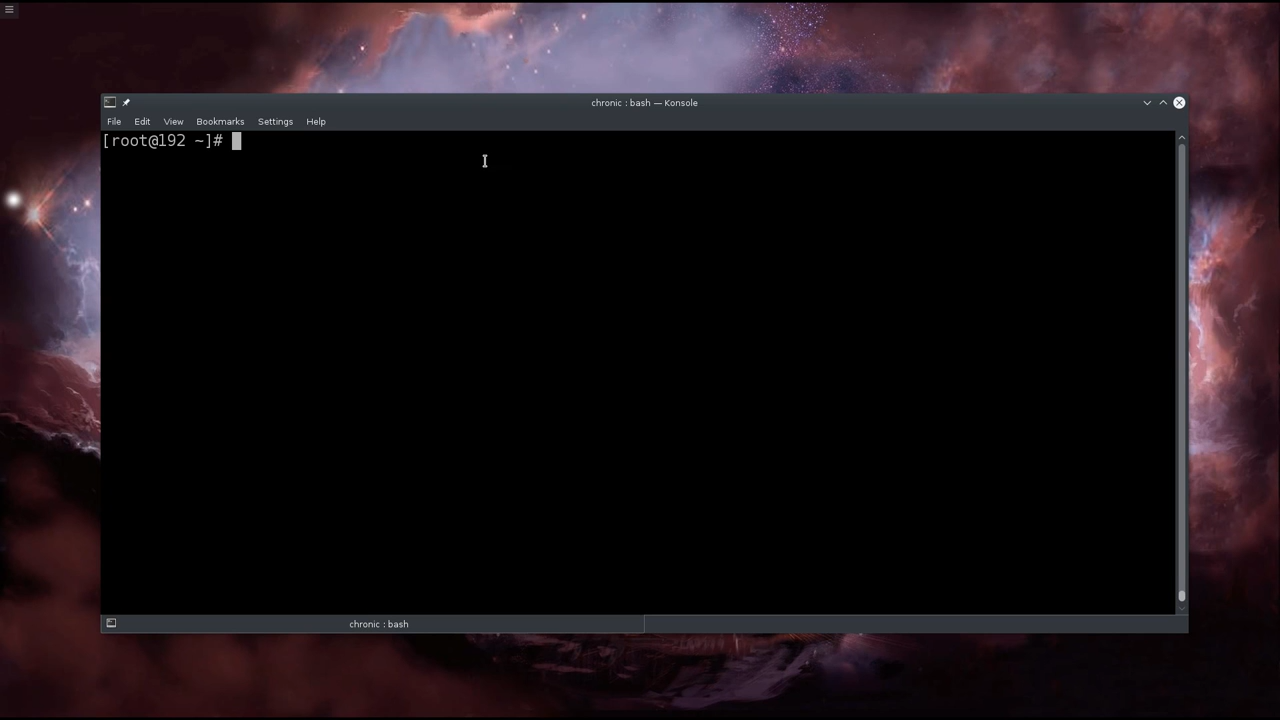 chronic : bash — Konsole
File Edit View Bookmarks Settings Help
[root@192 ~]#
chronic : bash